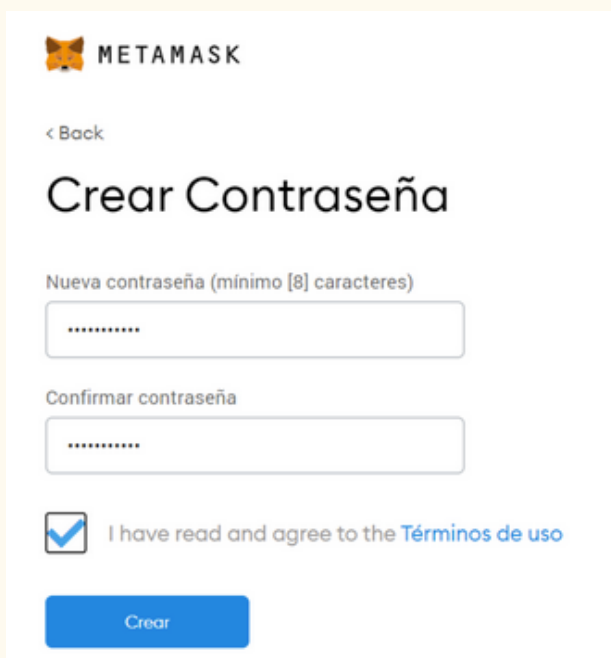 METAMASK
< Back
Crear Contraseña
Nueva contraseña (mínimo [8] caracteres)
•••••••••••
Confirmar contraseña
•••••••••••
I have read and agree to the Términos de uso
Crear